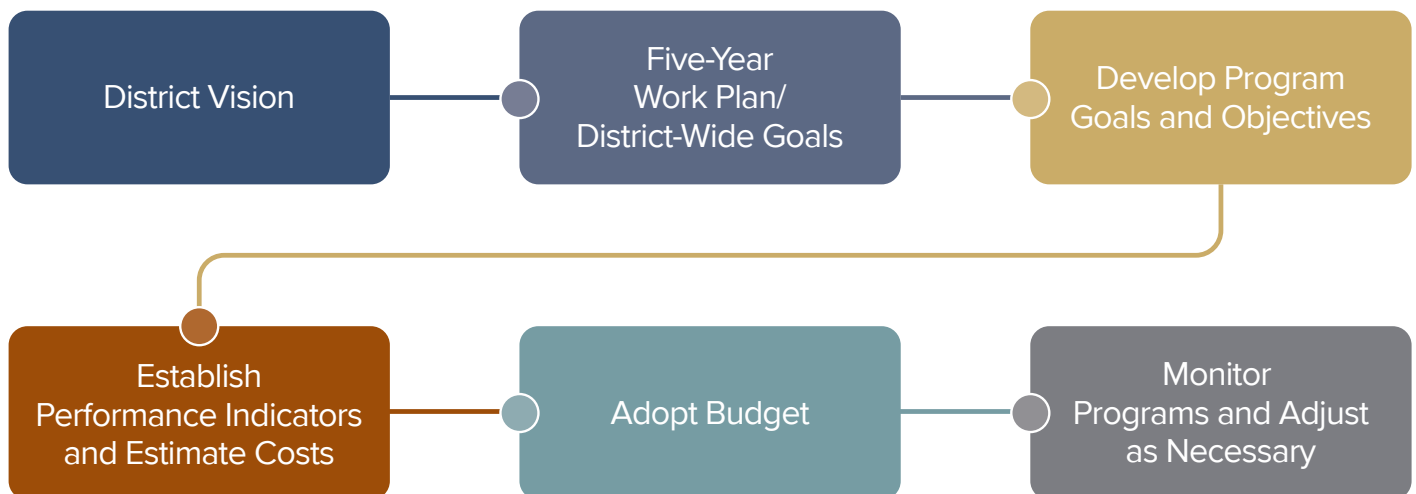 District Vision
Five-Year
Work Plan/
District-Wide Goals
Develop Program
Goals and Objectives
Establish
Performance Indicators
and Estimate Costs
Adopt Budget
Monitor
Programs and Adjust
as Necessary